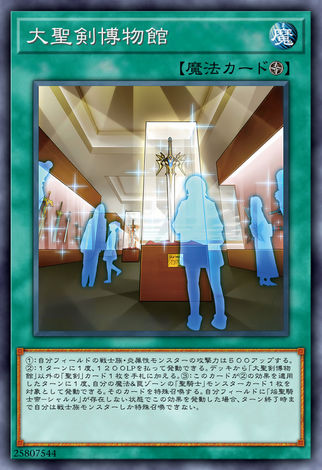 大聖剣博物館
魔
【魔法カード】
①:自分フィールドの戦士族・炎属性モンスターの攻撃力は500アップする。
②:1ターンに1度、1200LPを払って発動できる。デッキから「大聖剣博物
館」以外の「聖剣」カード1枚を手札に加える。③:このカードが②の効果を適用
したターンに1度、自分の魔法&罠ゾーンの「聖騎士」モンスターカード1枚を
対象として発動できる。そのカードを特殊召喚する。自分フィールドに「焔聖騎
士帝-シャルル」が存在しない状態でこの効果を発動した場合、ターン終了時ま
で自分は戦士族モンスターしか特殊召喚できない。
25807544